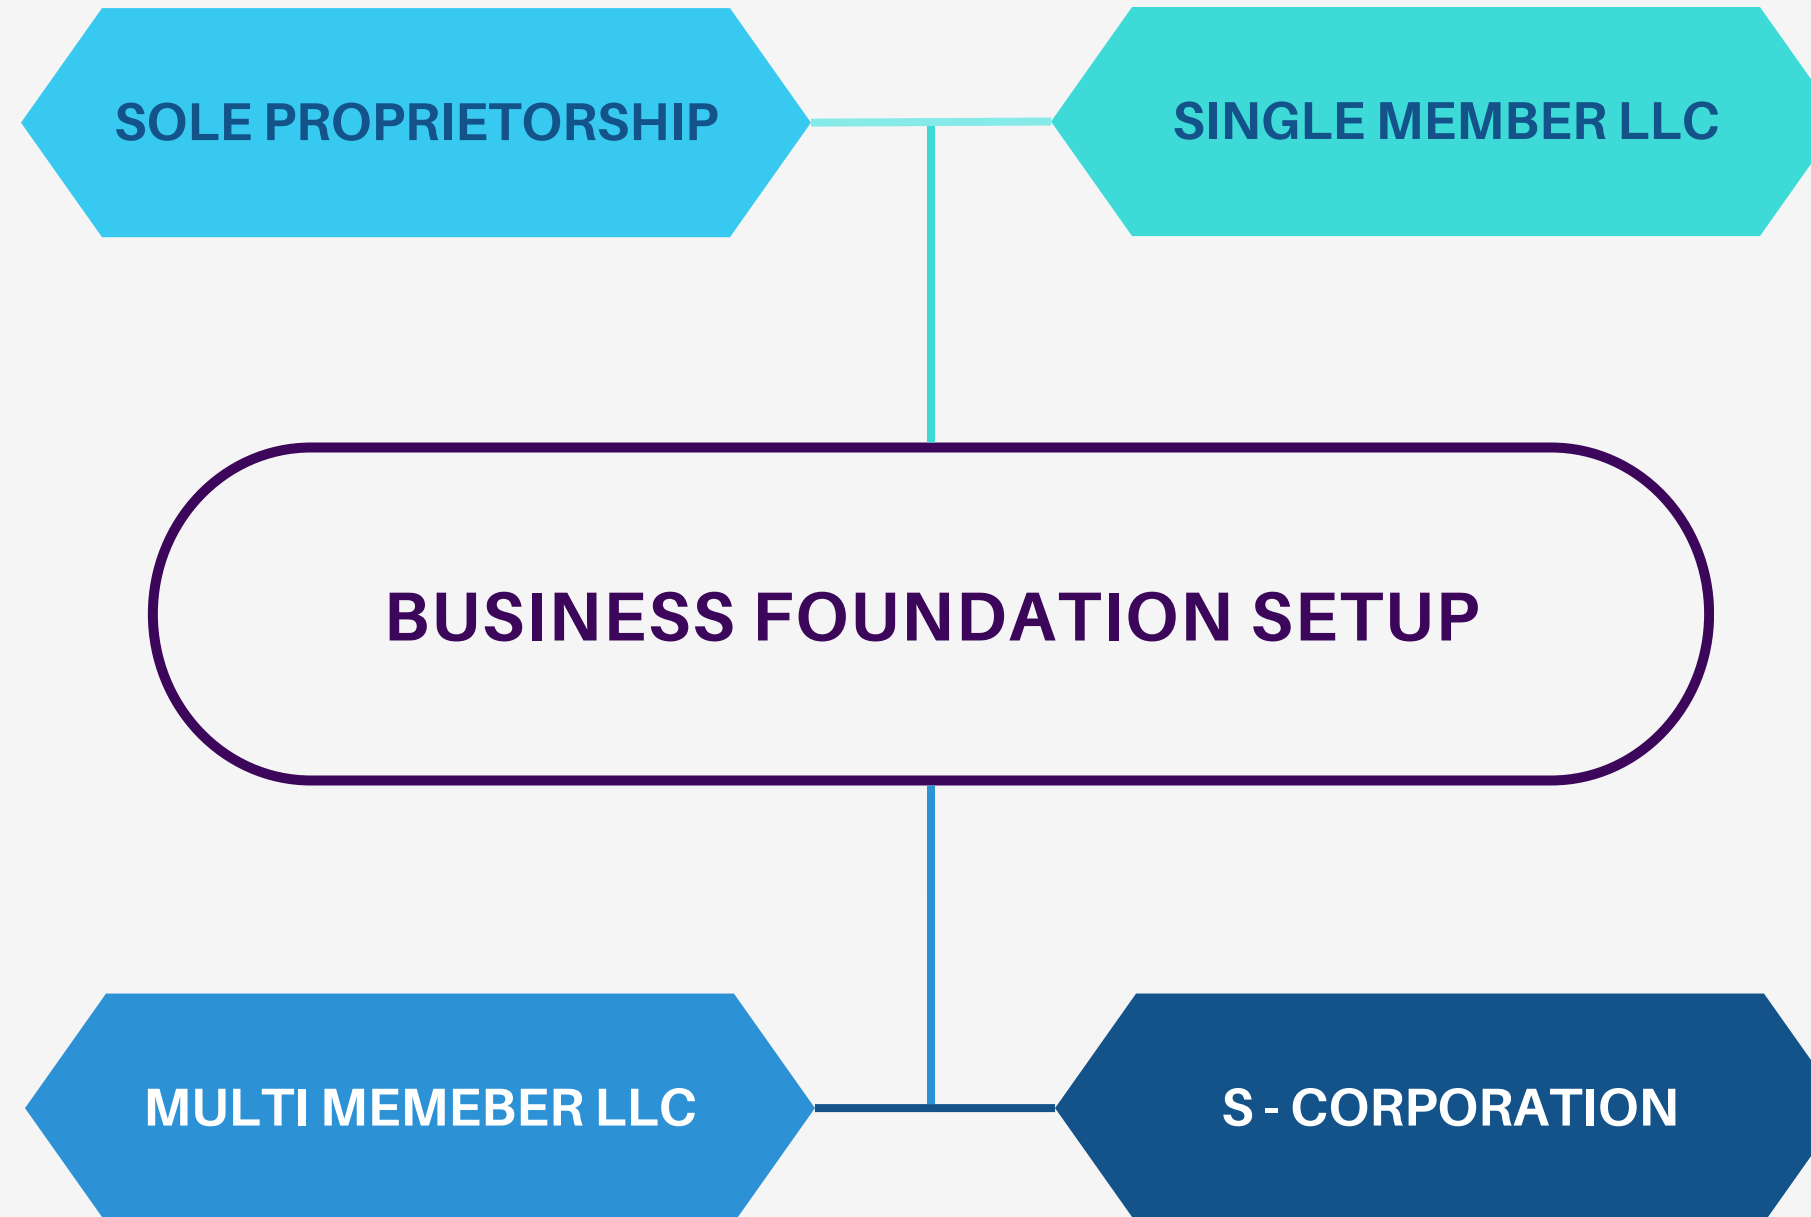 SOLE PROPRIETORSHIP
SINGLE MEMBER LLC
BUSINESS FOUNDATION SETUP
MULTI MEMEBER LLC
S - CORPORATION